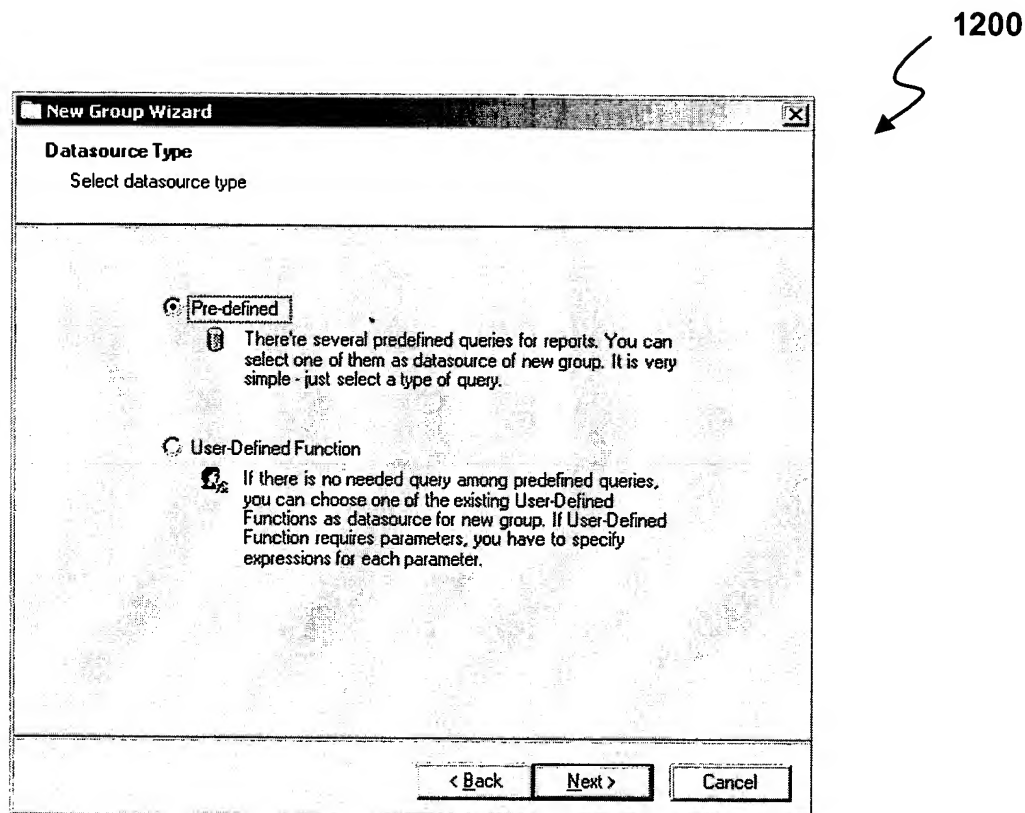 1200
New Group Wizard
Datasource Type
Select datasource type
Pre-defined
There're several predefined queries for reports. You can
select one of them as datasource of new group. It is very
simple - just select a type of query.
User-Defined Function
If there is no needed query among predefined queries,
you can choose one of the existing User-Defined
Functions as datasource for new group. If User-Defined
Function requires parameters, you have to specify
expressions for each parameter.
< Back Next > Cancel